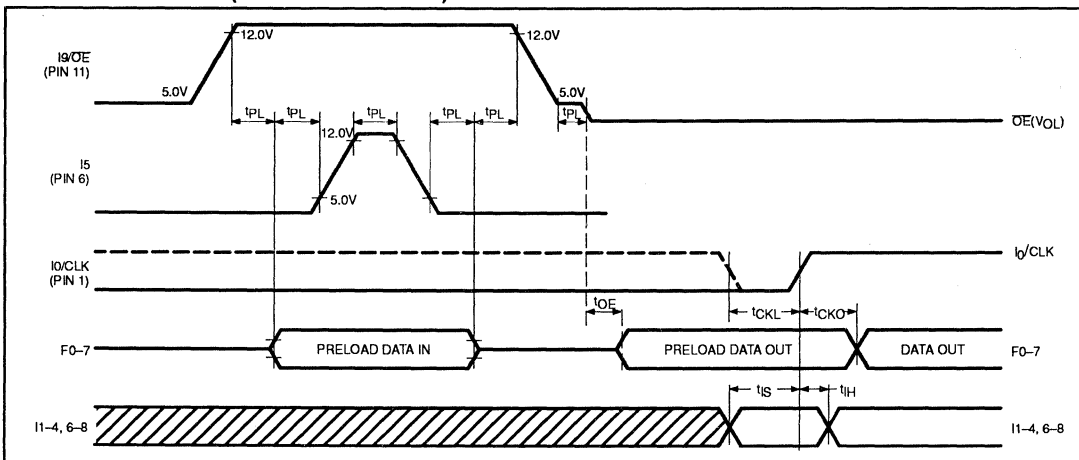 12.0V
12.0V
I9/OE
(PIN 11)
5.0V
5.0V
tPL
tPL
tPL
tPL
tPL
tPL
OE(VOL)
12.0V
I5
(PIN 6)
5.0V
I0/CLK
(PIN 1)
I0/CLK
tOE
tCKL
tCKO
F0–7
PRELOAD DATA IN
PRELOAD DATA OUT
DATA OUT
F0–7
tIS
tIH
I1–4, 6–8
I1–4, 6–8